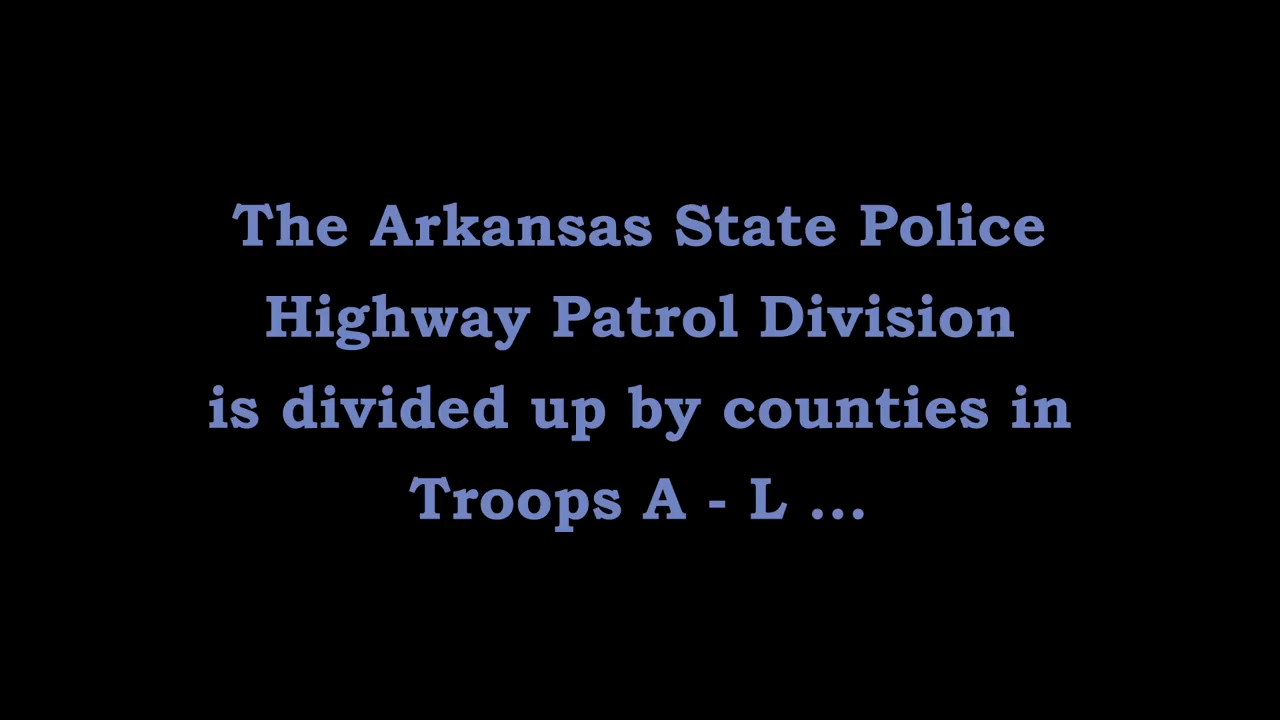 The Arkansas State Police
Highway Patrol Division
is divided up by counties in
Troops A - L ...